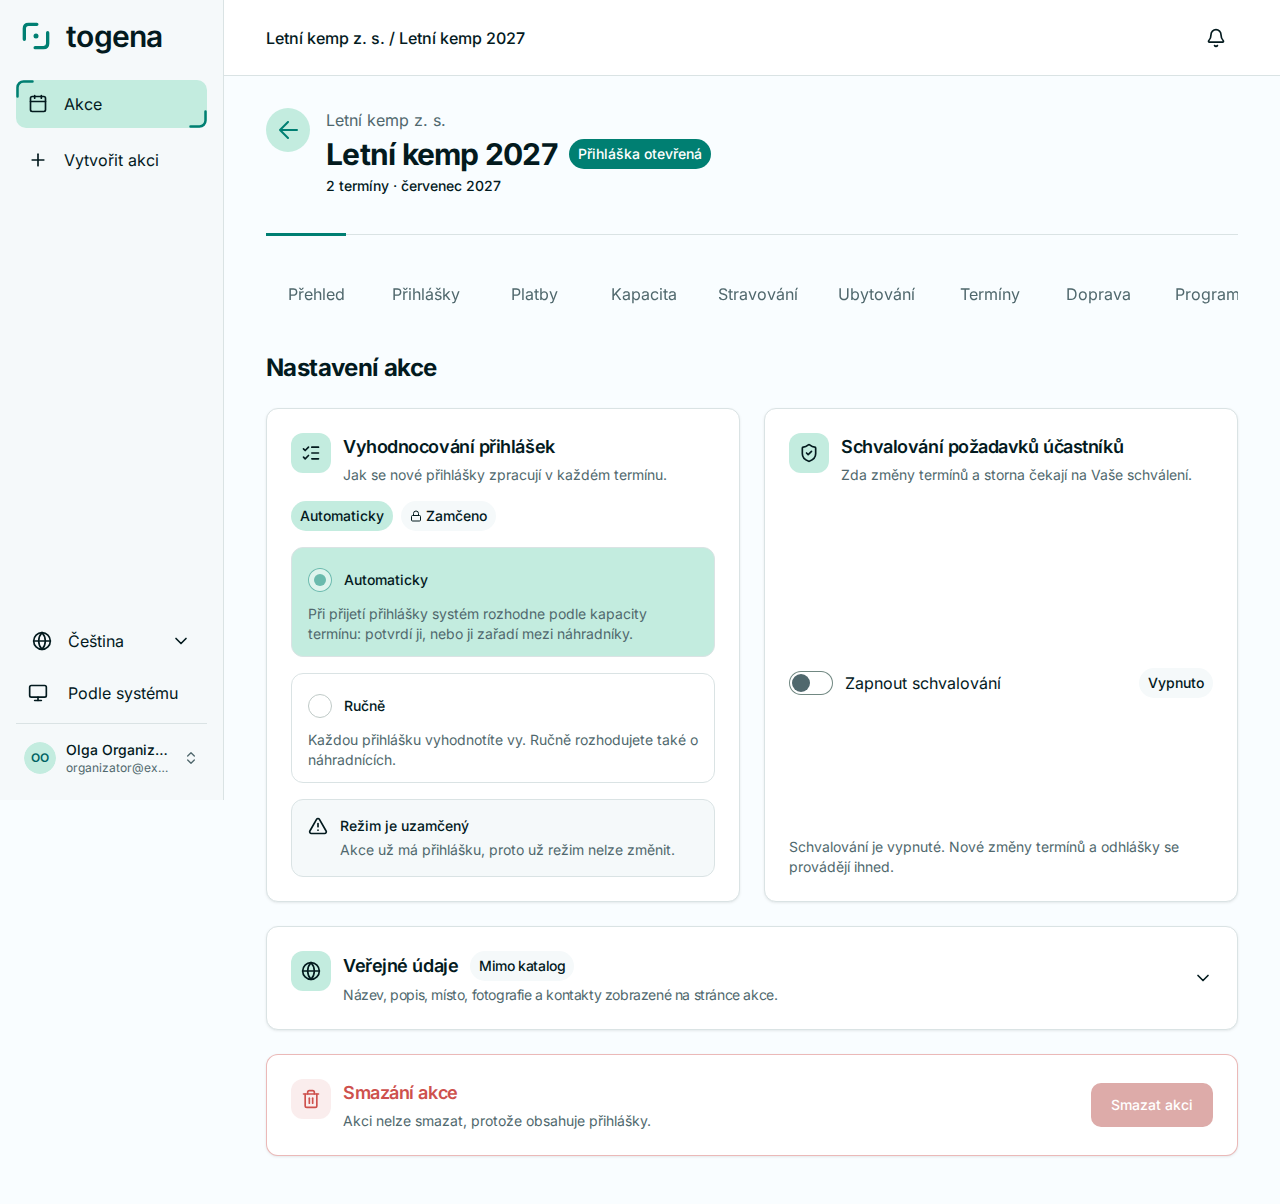 togena
Letní kemp z. s. / Letní kemp 2027
Akce
Vytvořit akci
Letní kemp z. s.
Letní kemp 2027 Přihláška otevřená
2 termíny · červenec 2027
Přehled Přihlášky Platby Kapacita Stravování Ubytování Termíny Doprava Program
Nastavení akce
Vyhodnocování přihlášek
Jak se nové přihlášky zpracují v každém termínu.
Automaticky Zamčeno
Automaticky
Při přijetí přihlášky systém rozhodne podle kapacity
termínu: potvrdí ji, nebo ji zařadí mezi náhradníky.
Ručně
Každou přihlášku vyhodnotíte vy. Ručně rozhodujete také o
náhradnících.
Režim je uzamčený
Akce už má přihlášku, proto už režim nelze změnit.
Schvalování požadavků účastníků
Zda změny termínů a storna čekají na Vaše schválení.
Zapnout schvalování Vypnuto
Schvalování je vypnuté. Nové změny termínů a odhlášky se
provádějí ihned.
Veřejné údaje Mimo katalog
Název, popis, místo, fotografie a kontakty zobrazené na stránce akce.
Smazání akce
Akci nelze smazat, protože obsahuje přihlášky.
Smazat akci
Čeština
Podle systému
OO
Olga Organiz...
organizator@ex...